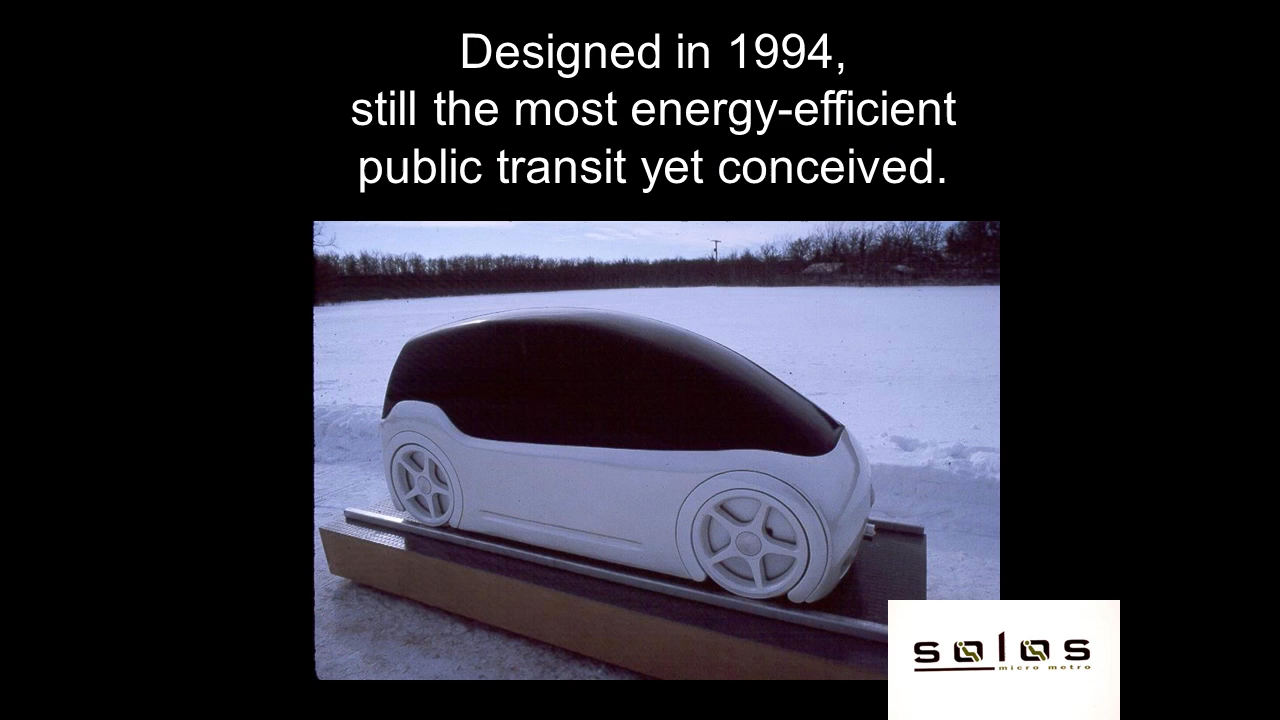 Designed in 1994,
still the most energy-efficient
public transit yet conceived.
solos
micro metro